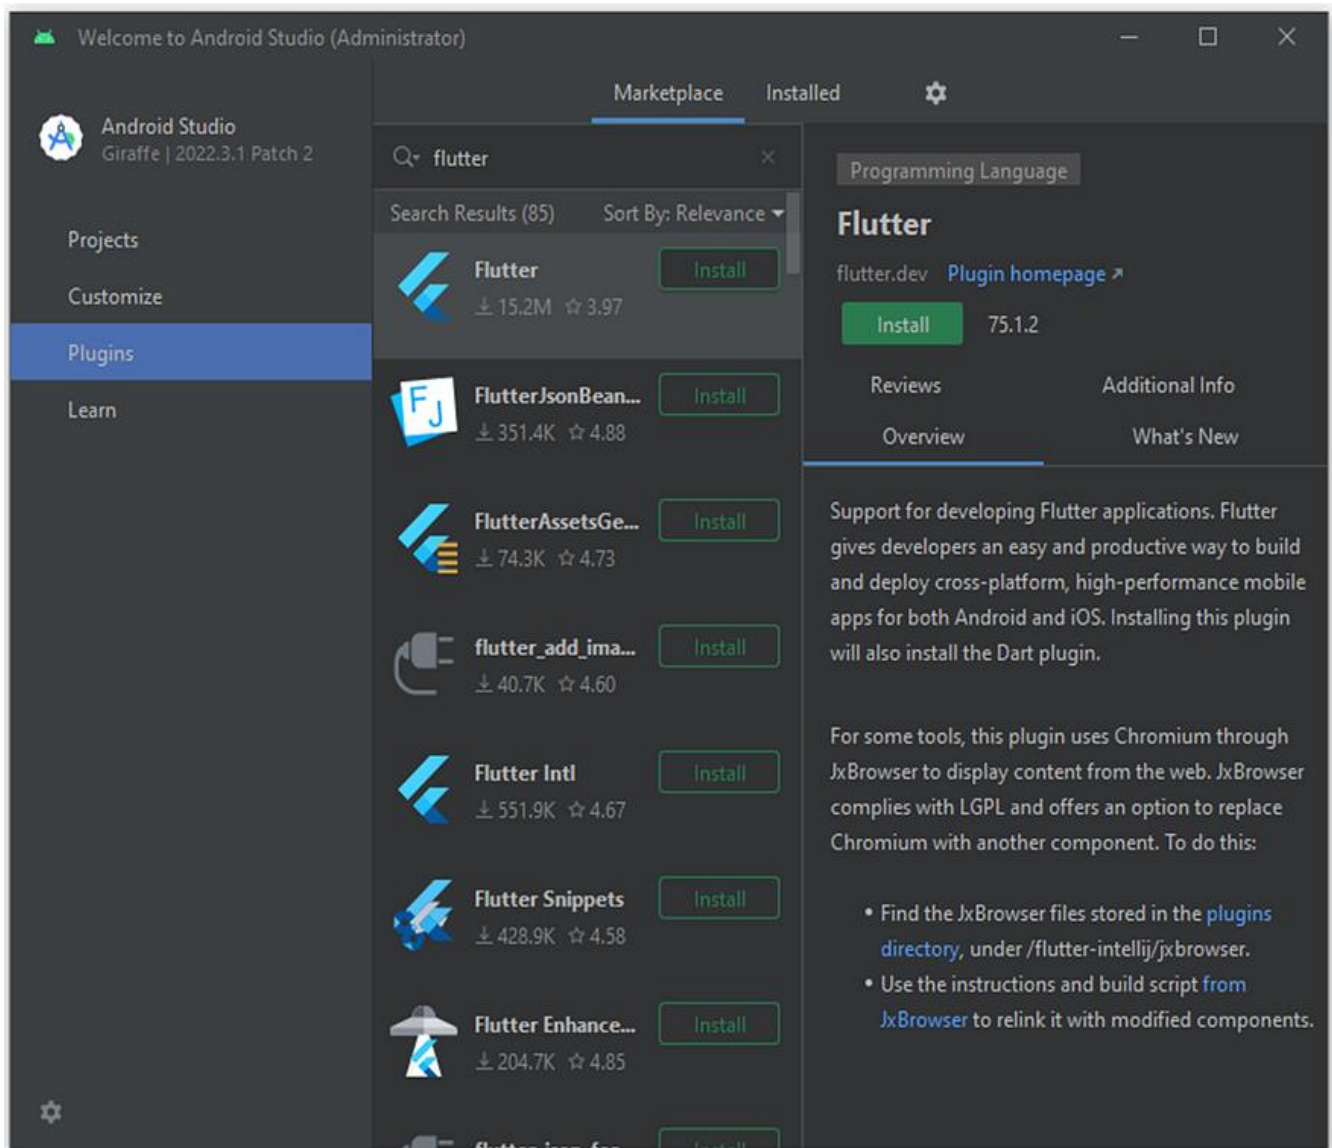 Welcome to Android Studio (Administrator)
Marketplace
Installed
Android Studio
Giraffe | 2022.3.1 Patch 2
Projects
Customize
Plugins
Learn
flutter
Search Results (85)
Sort By: Relevance
Flutter
Install
15.2M
3.97
FlutterJsonBean...
Install
351.4K
4.88
F
J
FlutterAssetsGe...
Install
74.3K
4.73
flutter_add_ima...
Install
40.7K
4.60
Flutter Intl
Install
551.9K
4.67
Flutter Snippets
Install
428.9K
4.58
Flutter Enhance...
Install
204.7K
4.85
Programming Language
Flutter
flutter.dev
Plugin homepage
Install
75.1.2
Reviews
Additional Info
Overview
What's New
Support for developing Flutter applications. Flutter
gives developers an easy and productive way to build
and deploy cross-platform, high-performance mobile
apps for both Android and iOS. Installing this plugin
will also install the Dart plugin.
For some tools, this plugin uses Chromium through
JxBrowser to display content from the web. JxBrowser
complies with LGPL and offers an option to replace
Chromium with another component. To do this:
• Find the JxBrowser files stored in the plugins
directory, under /flutter-intellij/jxbrowser.
• Use the instructions and build script from
JxBrowser to relink it with modified components.